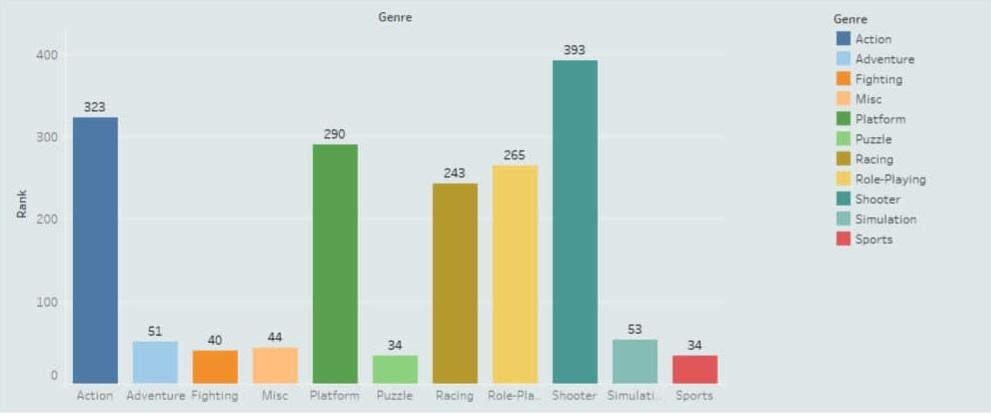 Genre
Rank
400
300
200
100
0
323
51
40
44
290
34
243
265
393
53
34
Action Adventure Fighting Misc Platform Puzzle Racing Role-Pla.. Shooter Simulati.. Sports
Genre
Action
Adventure
Fighting
Misc
Platform
Puzzle
Racing
Role-Playing
Shooter
Simulation
Sports